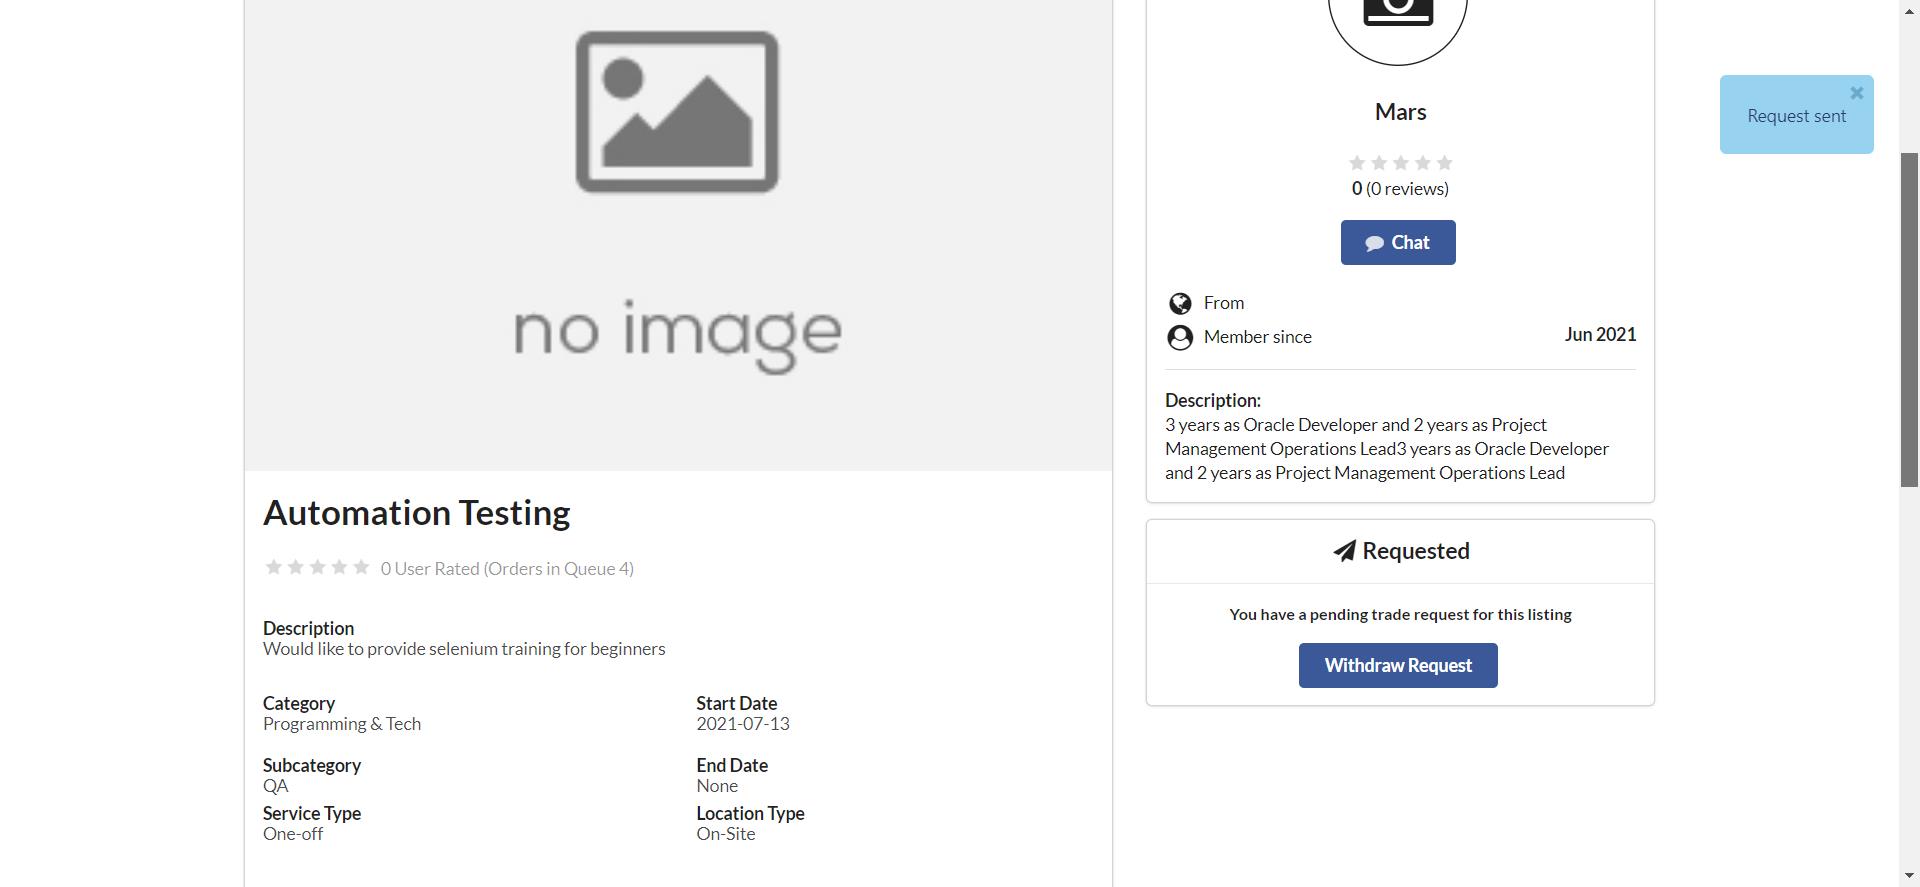 no image
Automation Testing
0 User Rated (Orders in Queue 4)
Description
Would like to provide selenium training for beginners
Category
Programming & Tech
Start Date
2021-07-13
Subcategory
QA
End Date
None
Service Type
One-off
Location Type
On-Site
Mars
0 (0 reviews)
Chat
From
Member since
Jun 2021
Description:
3 years as Oracle Developer and 2 years as Project
Management Operations Lead3 years as Oracle Developer
and 2 years as Project Management Operations Lead
Requested
You have a pending trade request for this listing
Withdraw Request
Request sent